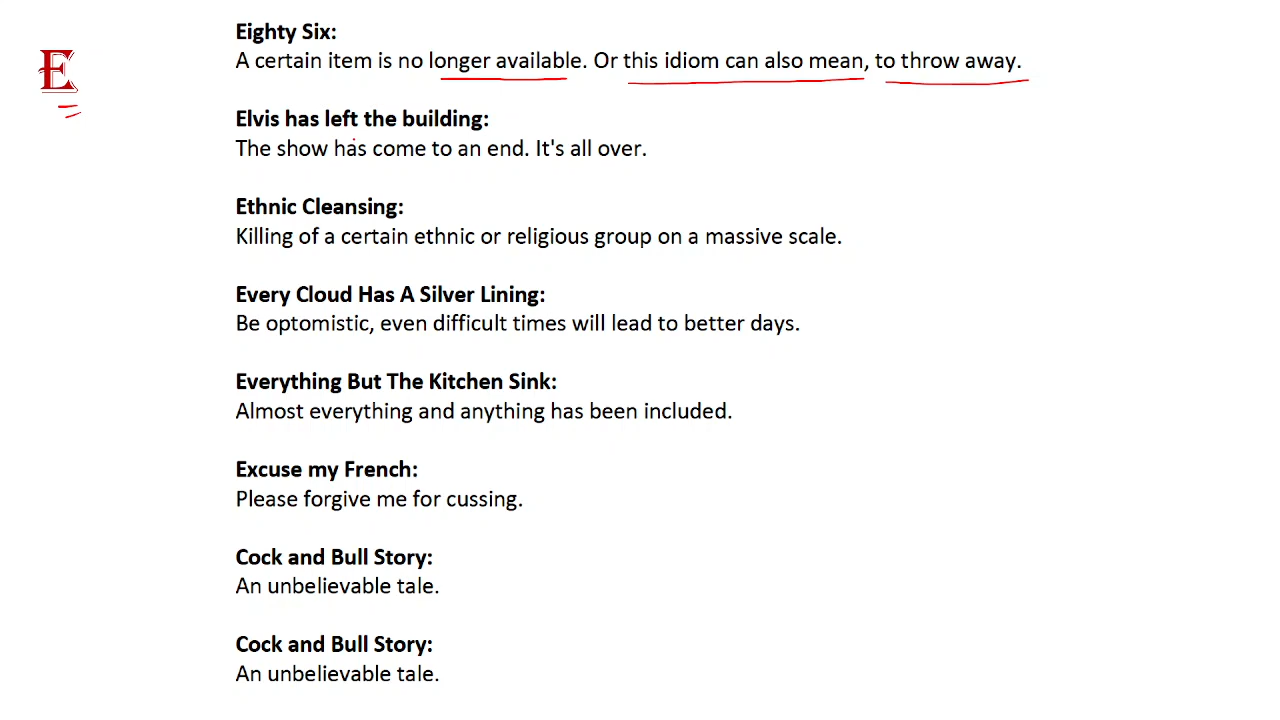 E
Eighty Six:
A certain item is no longer available. Or this idiom can also mean, to throw away.
Elvis has left the building:
The show has come to an end. It's all over.
Ethnic Cleansing:
Killing of a certain ethnic or religious group on a massive scale.
Every Cloud Has A Silver Lining:
Be optomistic, even difficult times will lead to better days.
Everything But The Kitchen Sink:
Almost everything and anything has been included.
Excuse my French:
Please forgive me for cussing.
Cock and Bull Story:
An unbelievable tale.
Cock and Bull Story:
An unbelievable tale.